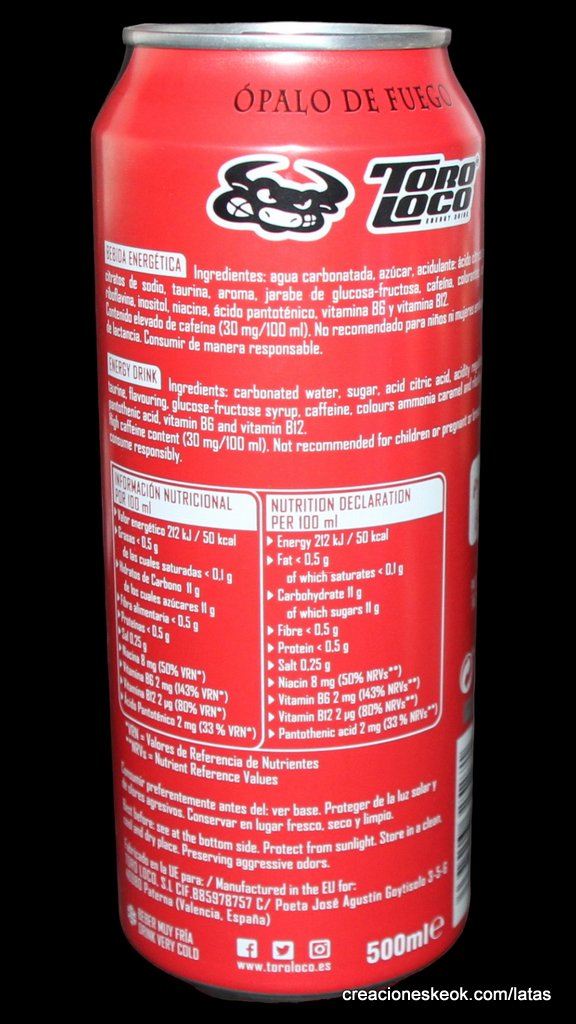 ÓPALO DE FUEGO
TORO
LOCO
ENERGY DRINK
BEBIDA ENERGÉTICA Ingredientes: agua carbonatada, azúcar, acidulante: ácido
citratos de sodio, taurina, aroma, jarabe de glucosa-fructosa, cafeína,
riboflavina, inositol, niacina, ácido pantoténico, vitamina B6 y vitamina B12.
Contenido elevado de cafeína (30 mg/100 ml). No recomendado para niños ni mujeres
de lactancia. Consumir de manera responsable.
ENERGY DRINK Ingredients: carbonated water, sugar, acid citric acid, acidity
taurine, flavouring, glucose-fructose syrup, caffeine, colours ammonia caramel and
pantothenic acid, vitamin B6 and vitamin B12.
High caffeine content (30 mg/100 ml). Not recommended for children or pregnant or
consume responsibly.
INFORMACIÓN NUTRICIONAL
POR 100 ml
Valor energético 212 kJ / 50 kcal
Grasas < 0,5 g
de las cuales saturadas < 0,1 g
Hidratos de Carbono 11 g
de los cuales azúcares 11 g
Fibra alimentaria < 0,5 g
Proteínas < 0,5 g
Sal 0,25 g
Niacina 8 mg (50% VRN*)
Vitamina B6 2 mg (143% VRN*)
Vitamina B12 2 µg (80% VRN*)
Ácido Pantoténico 2 mg (33 % VRN*)
NUTRITION DECLARATION
PER 100 ml
Energy 212 kJ / 50 kcal
Fat < 0,5 g
of which saturates < 0,1 g
Carbohydrate 11 g
of which sugars 11 g
Fibre < 0,5 g
Protein < 0,5 g
Salt 0,25 g
Niacin 8 mg (50% NRVs**)
Vitamin B6 2 mg (143% NRVs**)
Vitamin B12 2 µg (80% NRVs**)
Pantothenic acid 2 mg (33 % NRVs**)
*VRN = Valores de Referencia de Nutrientes
**NRVs = Nutrient Reference Values
Consumir preferentemente antes del: ver base. Proteger de la luz solar y
de olores agresivos. Conservar en lugar fresco, seco y limpio.
Best before: see at the bottom side. Protect from sunlight. Store in a clean,
cool and dry place. Preserving aggressive odors.
Fabricado en la UE para: / Manufactured in the EU for:
TORO LOCO, S.L CIF.B85978757 C/ Poeta José Agustín Goytisolo 3-5-6
Paterna (Valencia, España)
BEBER MUY FRÍA
DRINK VERY COLD
www.toroloco.es
500ml e
creacioneskeok.com/latas